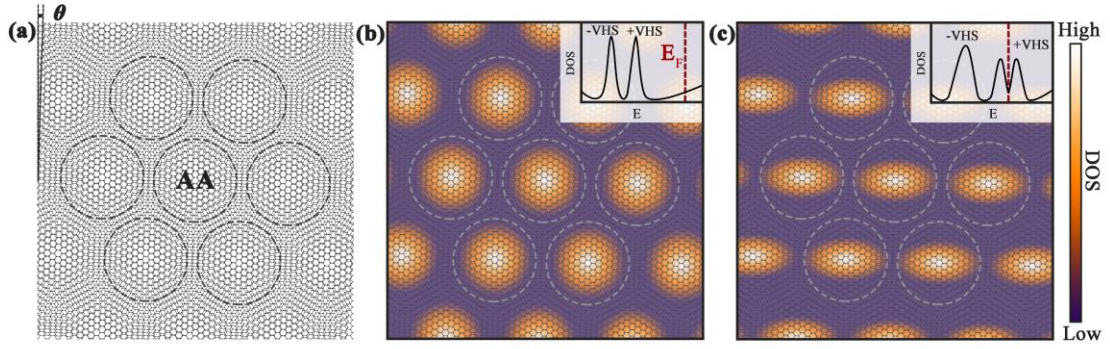 (a)
θ
AA
(b)
-VHS +VHS
E_F
DOS
E
(c)
-VHS
+VHS
DOS
E
High
DOS
Low